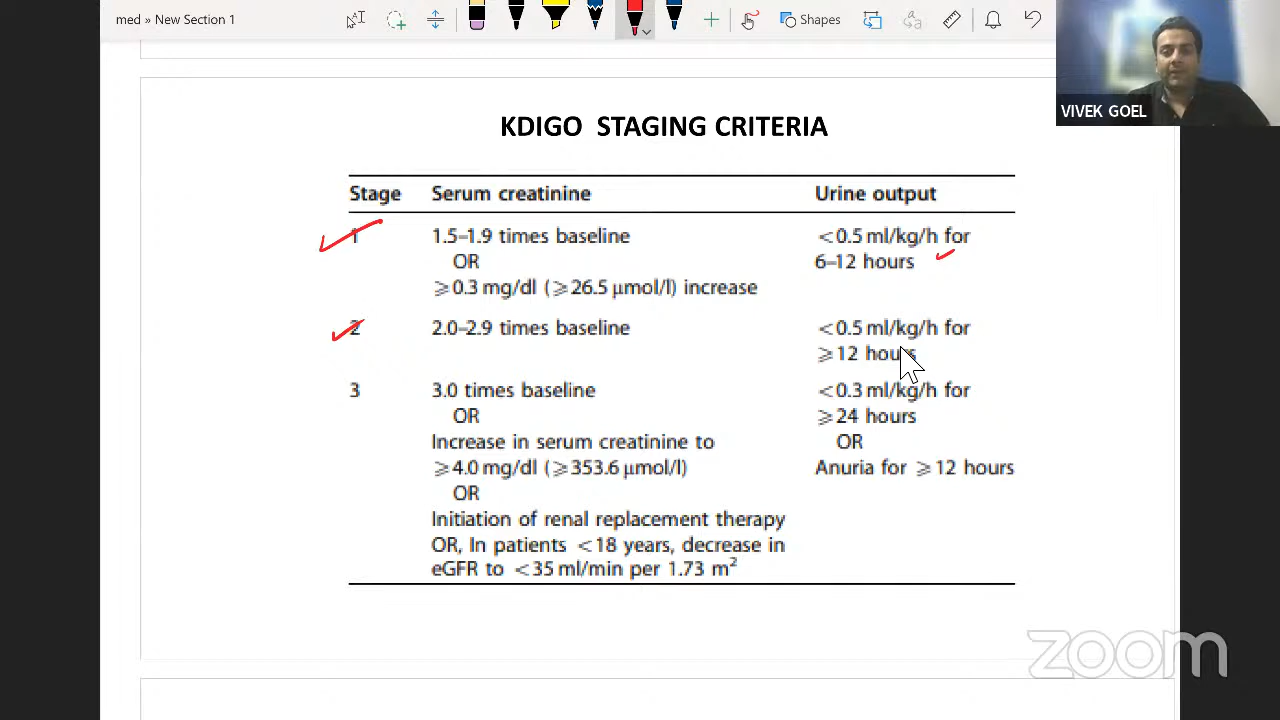 med » New Section 1
Shapes
VIVEK GOEL
KDIGO STAGING CRITERIA
Stage Serum creatinine Urine output
1 1.5–1.9 times baseline <0.5 ml/kg/h for
OR 6–12 hours
⩾0.3 mg/dl (⩾26.5 μmol/l) increase
2 2.0–2.9 times baseline <0.5 ml/kg/h for
⩾12 hours
3 3.0 times baseline <0.3 ml/kg/h for
OR ⩾24 hours
Increase in serum creatinine to OR
⩾4.0 mg/dl (⩾353.6 μmol/l) Anuria for ⩾12 hours
OR
Initiation of renal replacement therapy
OR, In patients <18 years, decrease in
eGFR to <35 ml/min per 1.73 m²
zoom